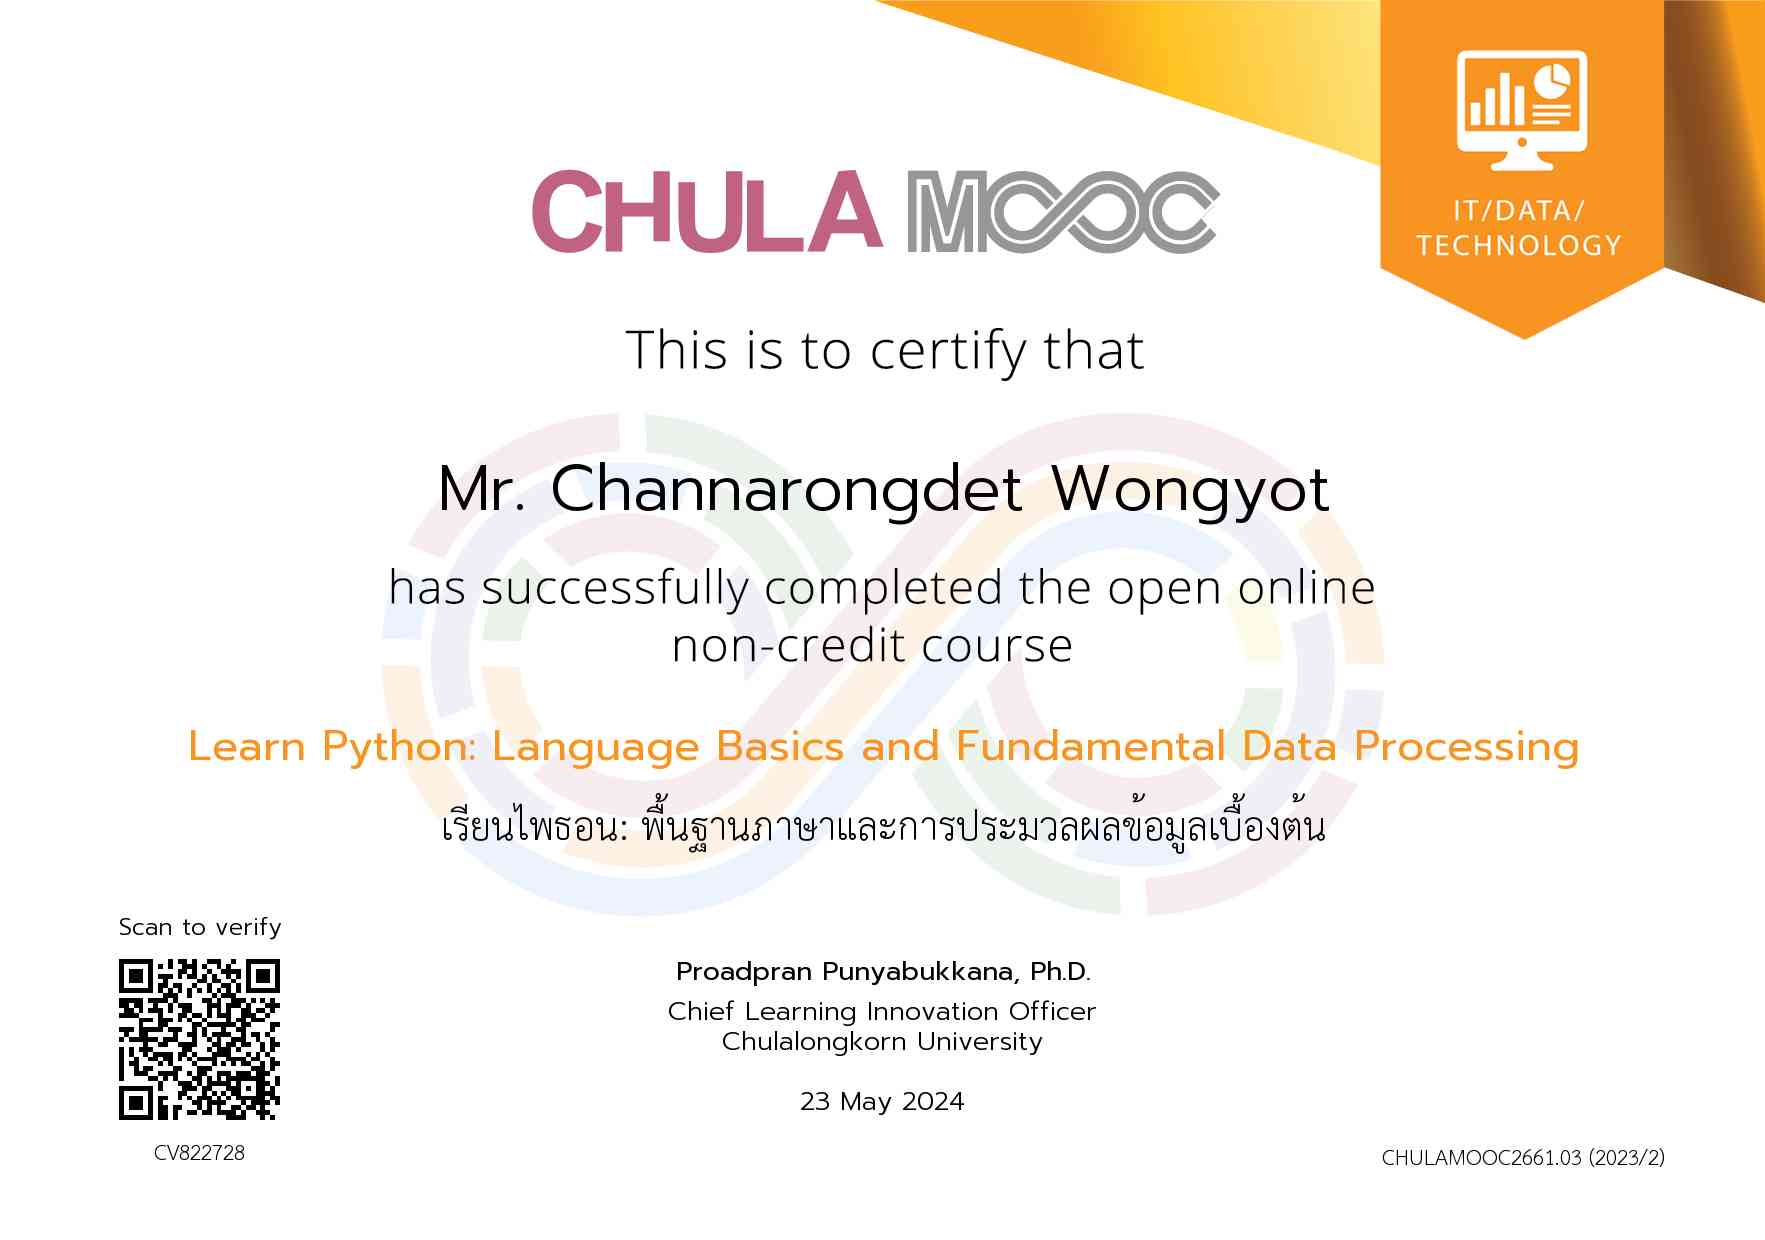 IT/DATA/
TECHNOLOGY
CHULA MOOC
This is to certify that
Mr. Channarongdet Wongyot
has successfully completed the open online
non-credit course
Learn Python: Language Basics and Fundamental Data Processing
เรียนไพธอน: พื้นฐานภาษาและการประมวลผลข้อมูลเบื้องต้น
Scan to verify
CV822728
Proadpran Punyabukkana, Ph.D.
Chief Learning Innovation Officer
Chulalongkorn University
23 May 2024
CHULAMOOC2661.03 (2023/2)